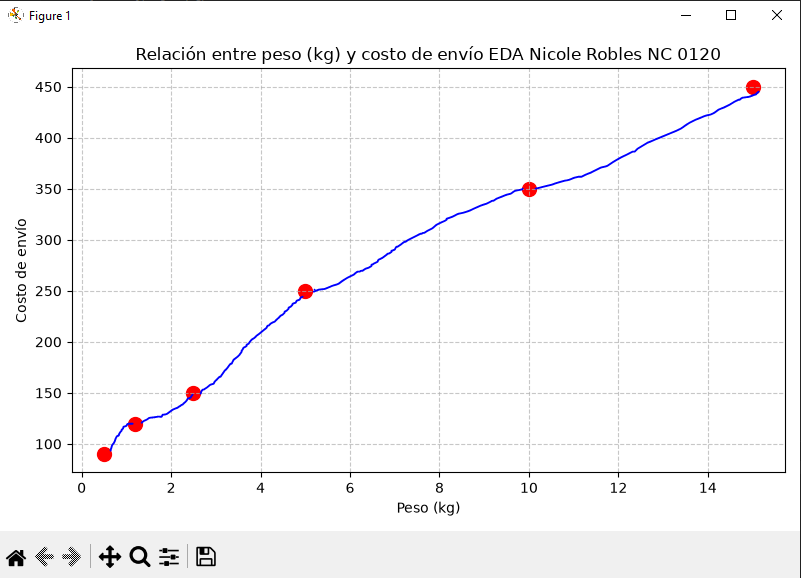 Figure 1
Relación entre peso (kg) y costo de envío EDA Nicole Robles NC 0120
450
400
350
300
250
200
150
100
Costo de envío
0 2 4 6 8 10 12 14
Peso (kg)